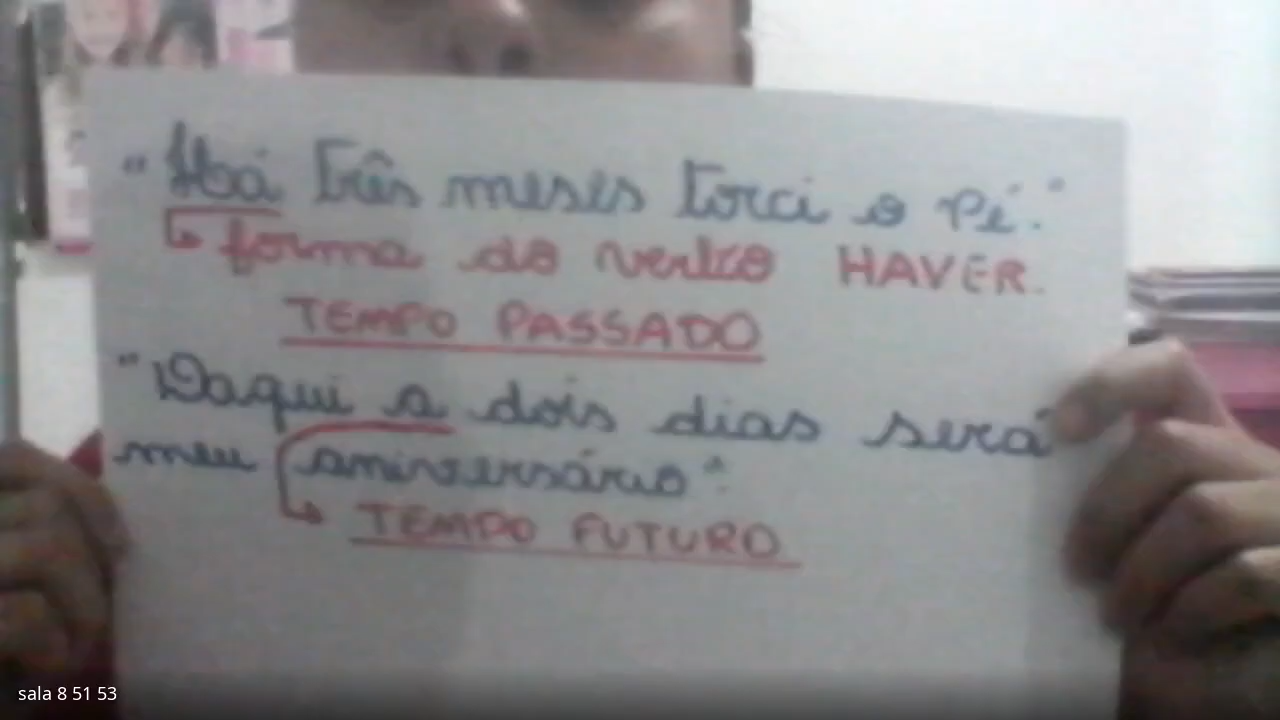 "Há três meses torci o pé."
forma do verbo HAVER.
TEMPO PASSADO
"Daqui a dois dias será
meu aniversário".
TEMPO FUTURO
sala 8 51 53